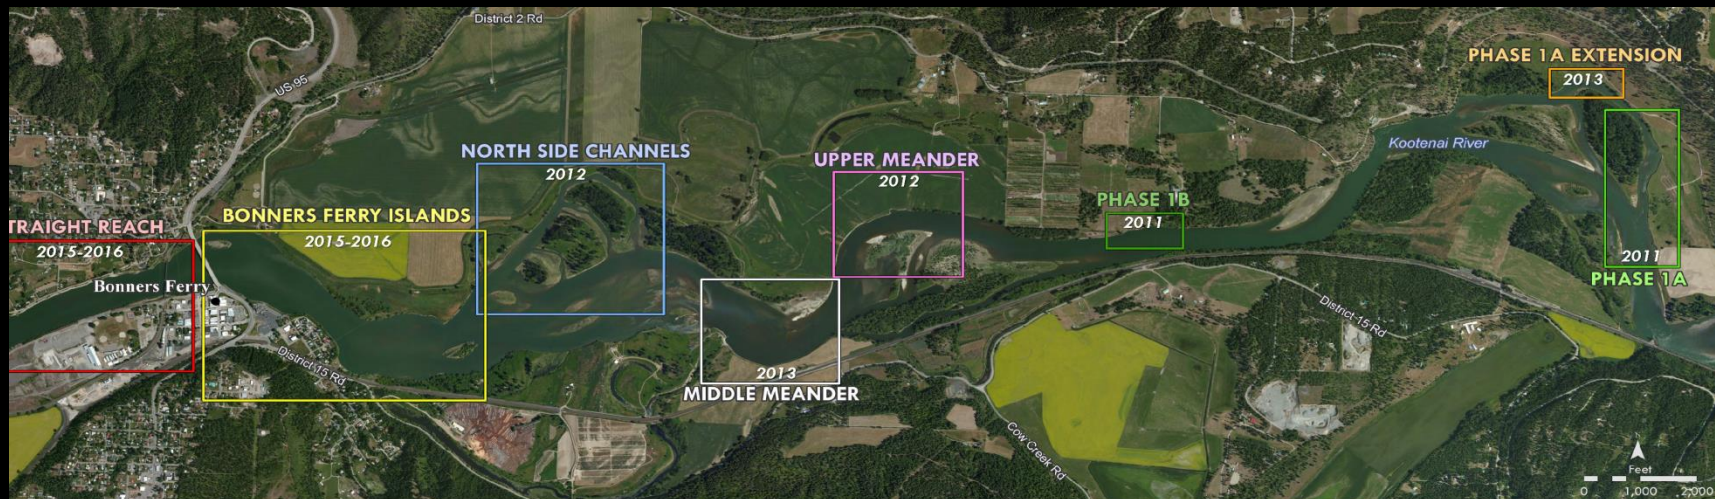 District 2 Rd
US-95
PHASE 1A EXTENSION
2013
Kootenai River
NORTH SIDE CHANNELS
2012
UPPER MEANDER
2012
PHASE 1B
2011
BONNERS FERRY ISLANDS
2015-2016
TRAIGHT REACH
2015-2016
Bonners Ferry
2011
PHASE 1A
District 15 Rd
District 15 Rd
2013
MIDDLE MEANDER
Cow Creek Rd
Feet
0 1,000 2,000